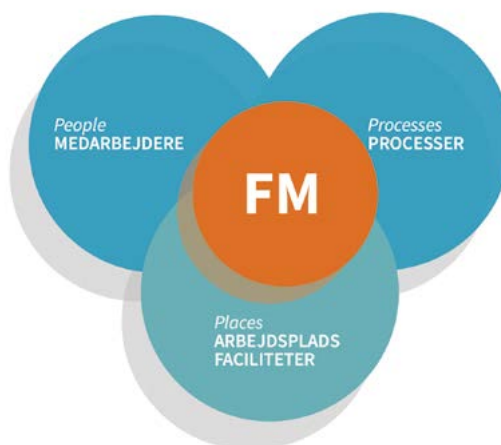 People
MEDARBEJDERE
Processes
PROCESSER
FM
Places
ARBEJDSPLADS
FACILITETER